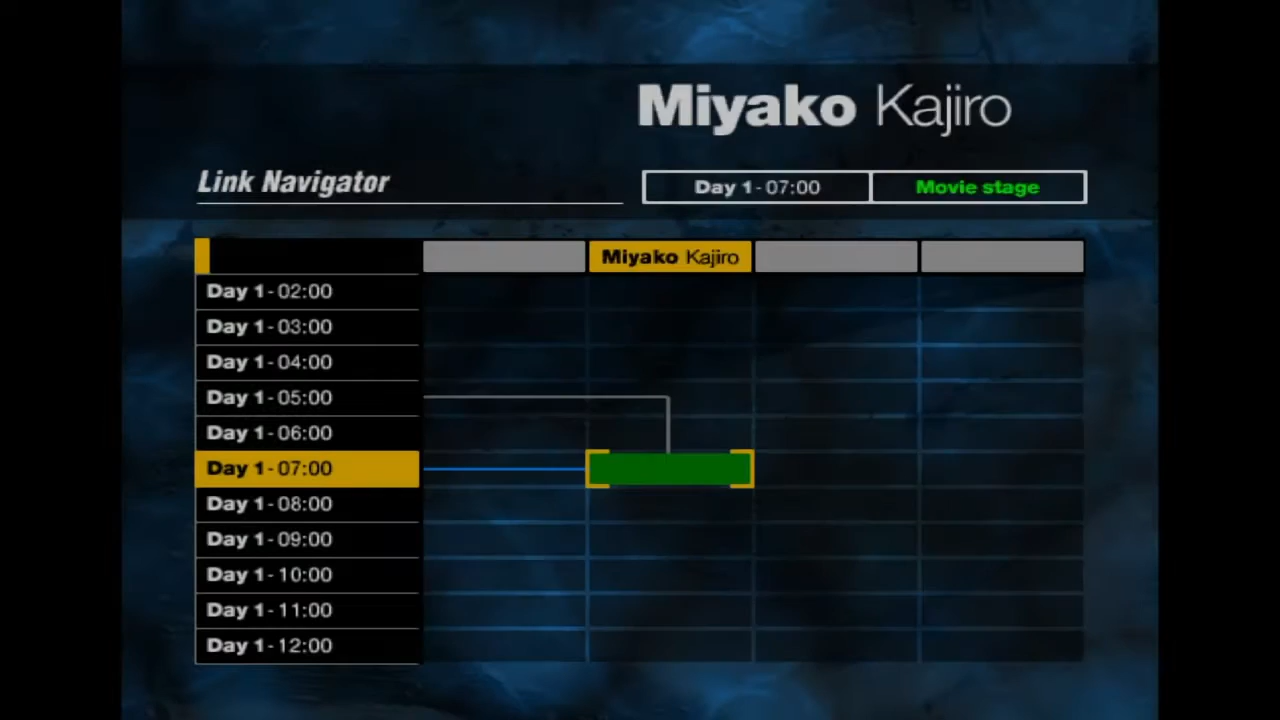 Miyako Kajiro
Link Navigator
Day 1 - 07:00
Movie stage
Miyako Kajiro
Day 1 - 02:00
Day 1 - 03:00
Day 1 - 04:00
Day 1 - 05:00
Day 1 - 06:00
Day 1 - 07:00
Day 1 - 08:00
Day 1 - 09:00
Day 1 - 10:00
Day 1 - 11:00
Day 1 - 12:00